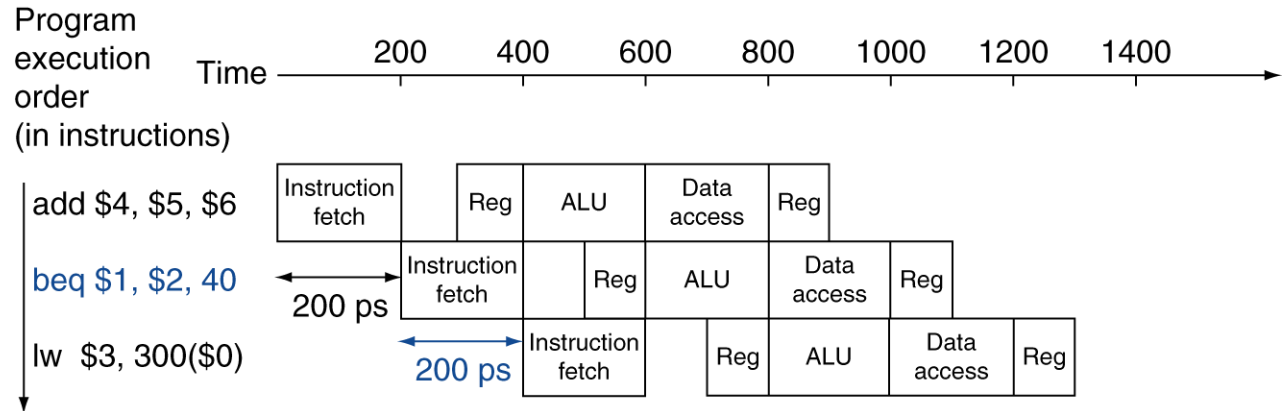 Program
execution
order
(in instructions)
Time
200 400 600 800 1000 1200 1400
add $4, $5, $6
Instruction
fetch
Reg
ALU
Data
access
Reg
beq $1, $2, 40
200 ps
Instruction
fetch
Reg
ALU
Data
access
Reg
lw $3, 300($0)
200 ps
Instruction
fetch
Reg
ALU
Data
access
Reg